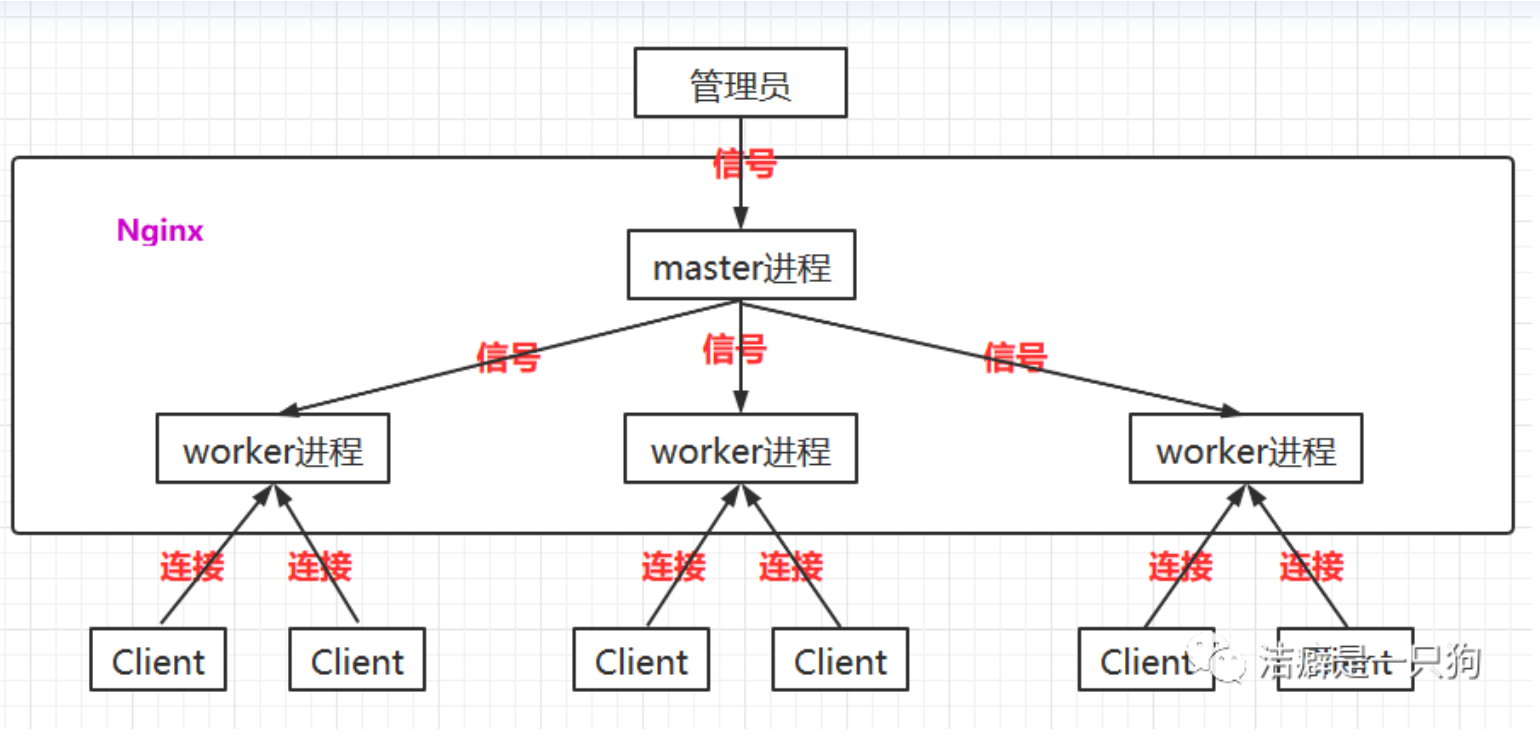 管理员
信号
Nginx
master进程
信号 信号 信号
worker进程 worker进程 worker进程
连接 连接 连接 连接 连接 连接
Client Client Client Client Client Client
洁癖是一只狗